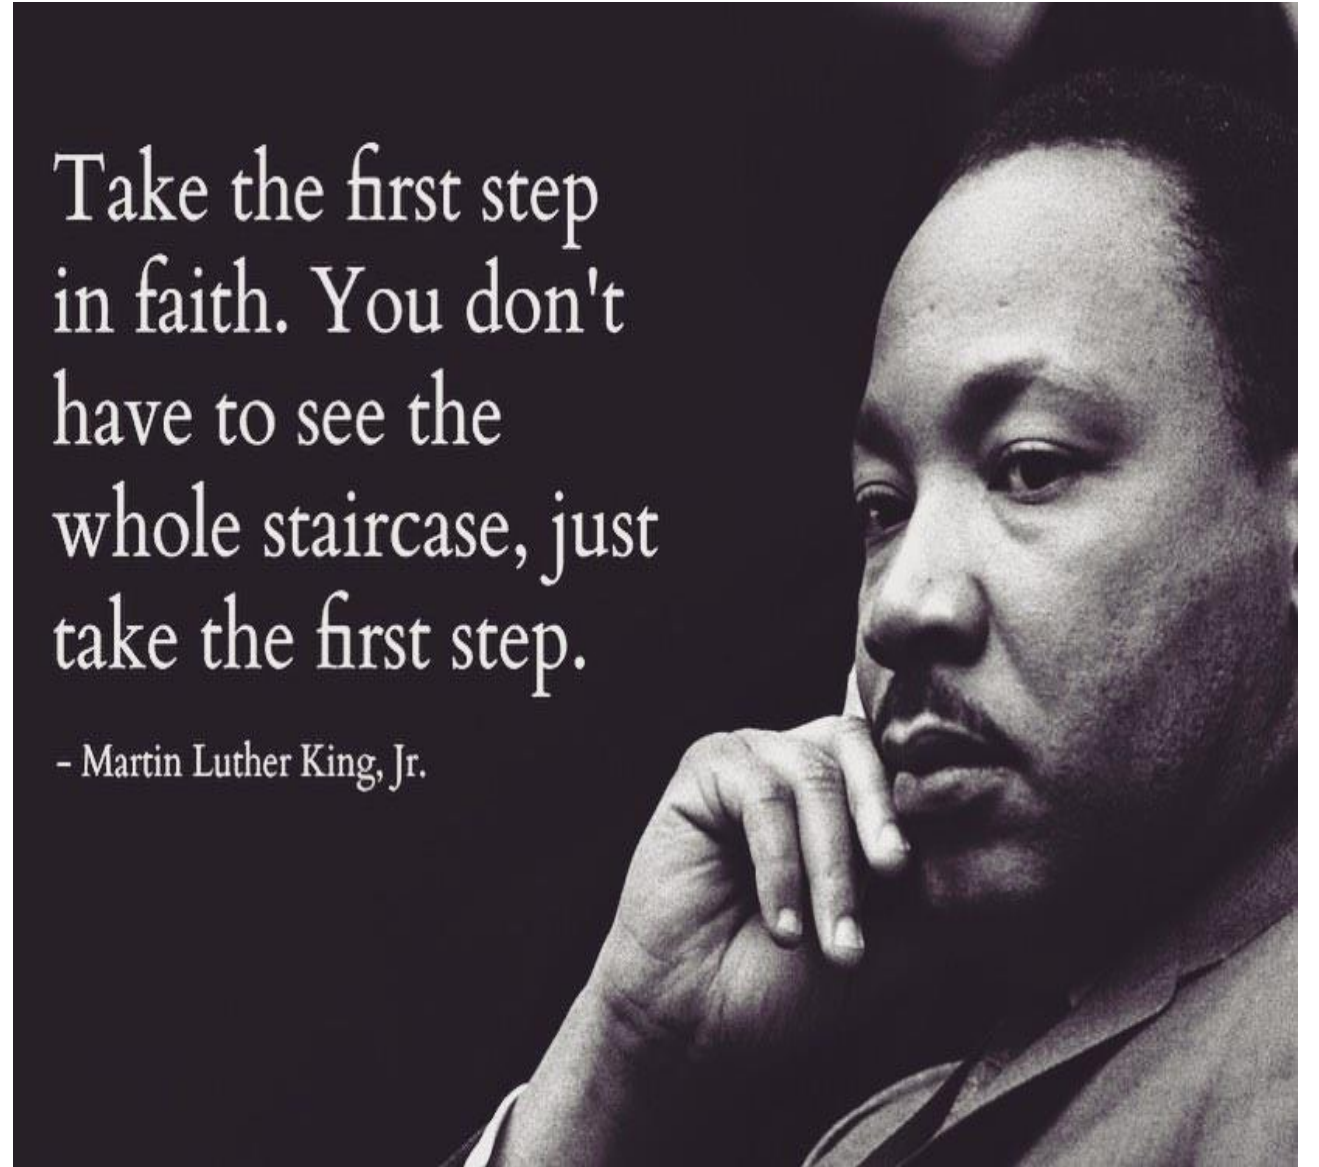 Take the first step
in faith. You don't
have to see the
whole staircase, just
take the first step.
– Martin Luther King, Jr.